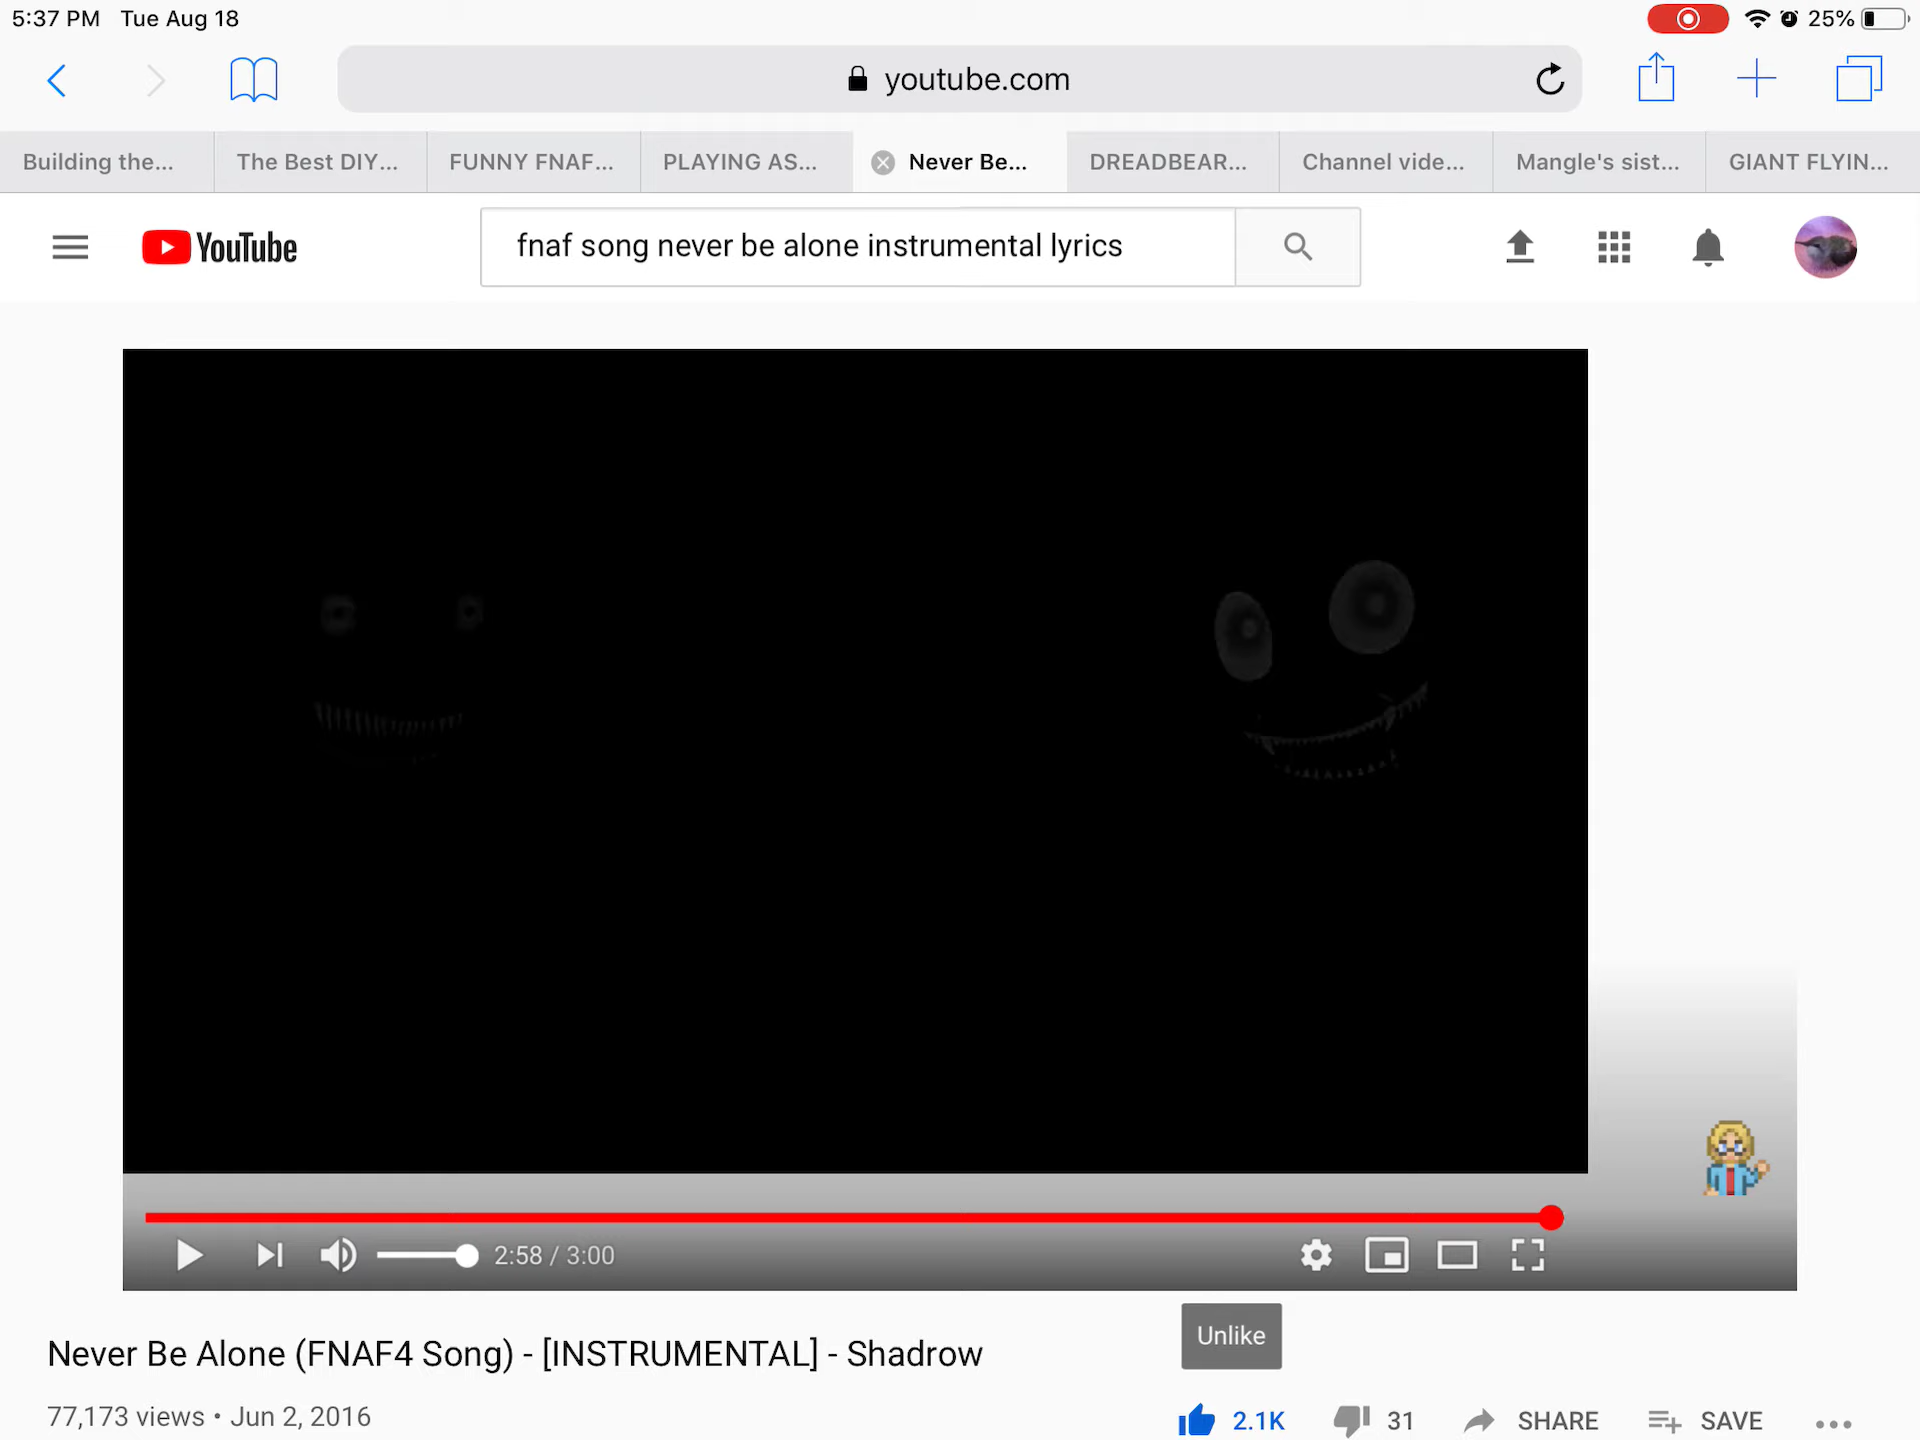 5:37 PM Tue Aug 18
25%
youtube.com
Building the...
The Best DIY...
FUNNY FNAF...
PLAYING AS...
Never Be...
DREADBEAR...
Channel vide...
Mangle's sist...
GIANT FLYIN...
YouTube
fnaf song never be alone instrumental lyrics
2:58 / 3:00
Unlike
Never Be Alone (FNAF4 Song) - [INSTRUMENTAL] - Shadrow
77,173 views • Jun 2, 2016
2.1K
31
SHARE
SAVE